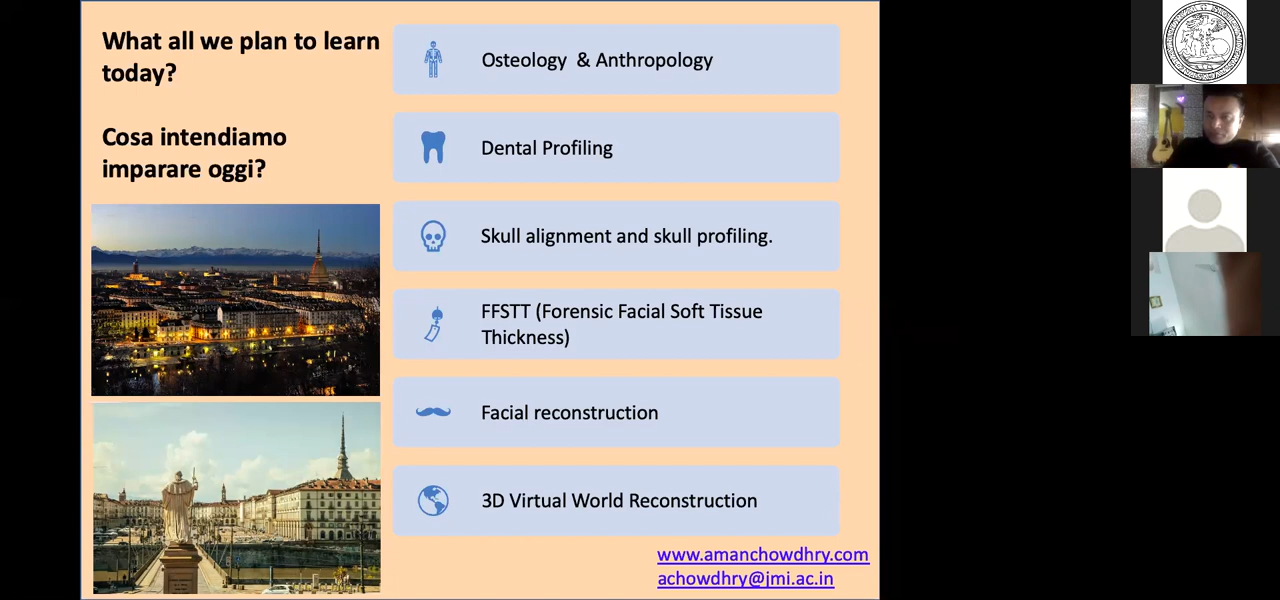 What all we plan to learn
today?
Cosa intendiamo
imparare oggi?
Osteology & Anthropology
Dental Profiling
Skull alignment and skull profiling.
FFSTT (Forensic Facial Soft Tissue
Thickness)
Facial reconstruction
3D Virtual World Reconstruction
www.amanchowdhry.com
achowdhry@jmi.ac.in